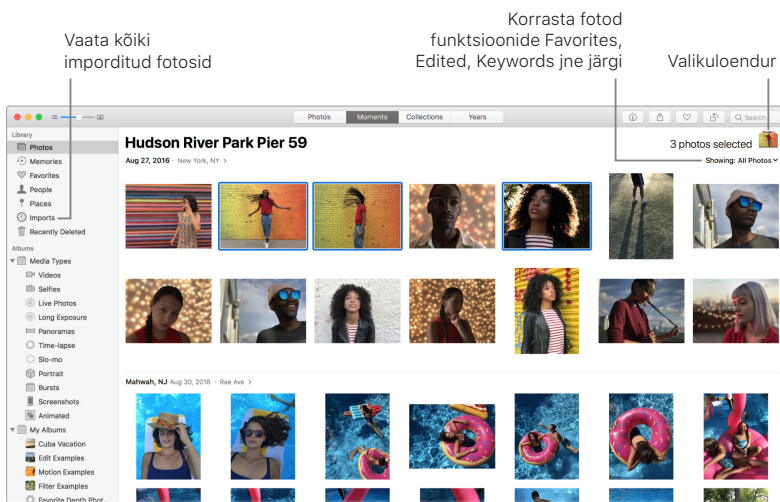 Vaata kõiki
imporditud fotosid
Korrasta fotod
funktsioonide Favorites,
Edited, Keywords jne järgi
Valikuloendur
Photos Moments Collections Years
Search
Library
Photos
Memories
Favorites
People
Places
Imports
Recently Deleted
Albums
Media Types
Videos
Selfies
Live Photos
Long Exposure
Panoramas
Time-lapse
Slo-mo
Portrait
Bursts
Screenshots
Animated
My Albums
Cuba Vacation
Edit Examples
Motion Examples
Filter Examples
Favorite Depth Phot...
Hudson River Park Pier 59
Aug 27, 2016 · New York, NY >
3 photos selected
Showing: All Photos
Mahwah, NJ Aug 30, 2016 · Rae Ave >